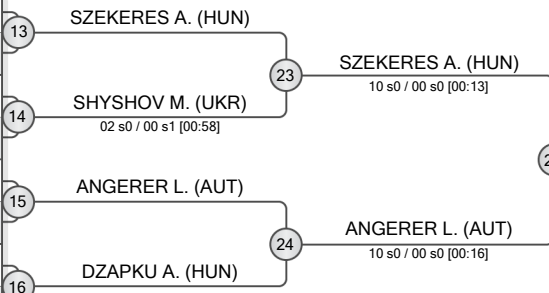 SZEKERES A. (HUN)
13
23
SZEKERES A. (HUN)
10 s0 / 00 s0 [00:13]
SHYSHOV M. (UKR)
14
02 s0 / 00 s1 [00:58]
ANGERER L. (AUT)
15
24
ANGERER L. (AUT)
10 s0 / 00 s0 [00:16]
DZAPKU A. (HUN)
16